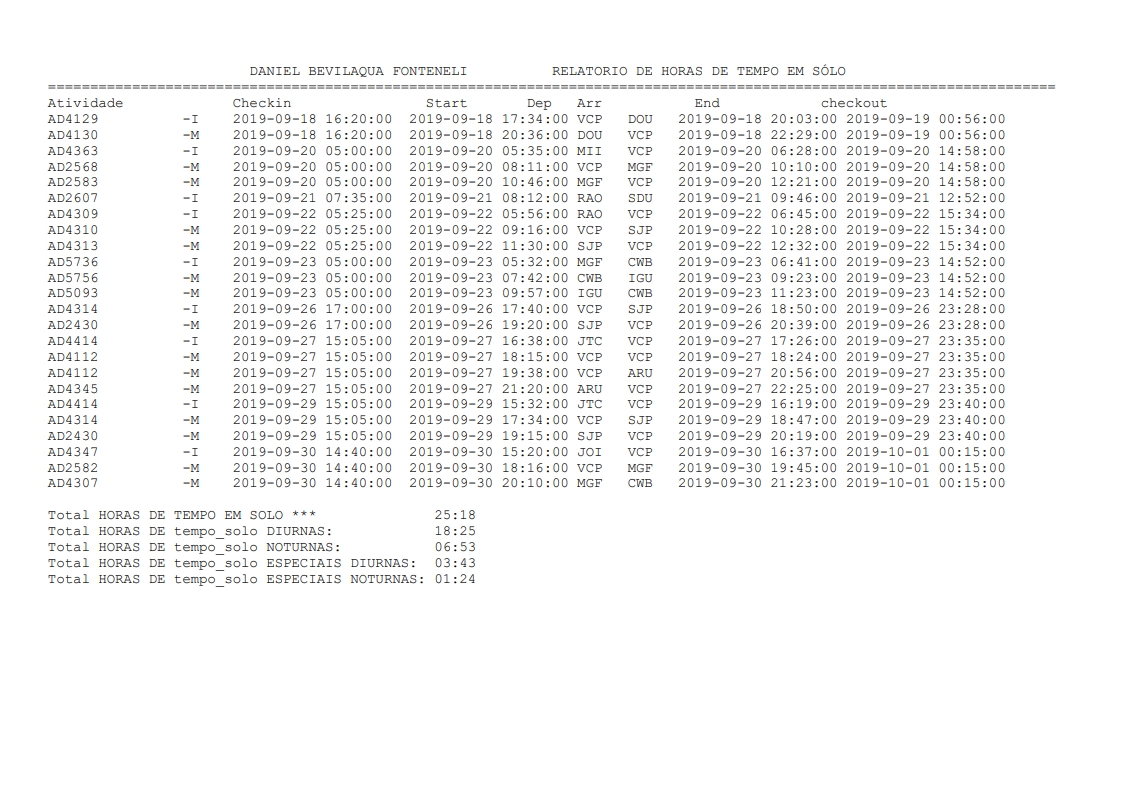 DANIEL BEVILAQUA FONTENELI          RELATORIO DE HORAS DE TEMPO EM SÓLO
========================================================================================================================
Atividade             Checkin                Start       Dep   Arr           End            checkout
AD4129          -I    2019-09-18 16:20:00  2019-09-18 17:34:00 VCP   DOU   2019-09-18 20:03:00 2019-09-19 00:56:00
AD4130          -M    2019-09-18 16:20:00  2019-09-18 20:36:00 DOU   VCP   2019-09-18 22:29:00 2019-09-19 00:56:00
AD4363          -I    2019-09-20 05:00:00  2019-09-20 05:35:00 MII   VCP   2019-09-20 06:28:00 2019-09-20 14:58:00
AD2568          -M    2019-09-20 05:00:00  2019-09-20 08:11:00 VCP   MGF   2019-09-20 10:10:00 2019-09-20 14:58:00
AD2583          -M    2019-09-20 05:00:00  2019-09-20 10:46:00 MGF   VCP   2019-09-20 12:21:00 2019-09-20 14:58:00
AD2607          -I    2019-09-21 07:35:00  2019-09-21 08:12:00 RAO   SDU   2019-09-21 09:46:00 2019-09-21 12:52:00
AD4309          -I    2019-09-22 05:25:00  2019-09-22 05:56:00 RAO   VCP   2019-09-22 06:45:00 2019-09-22 15:34:00
AD4310          -M    2019-09-22 05:25:00  2019-09-22 09:16:00 VCP   SJP   2019-09-22 10:28:00 2019-09-22 15:34:00
AD4313          -M    2019-09-22 05:25:00  2019-09-22 11:30:00 SJP   VCP   2019-09-22 12:32:00 2019-09-22 15:34:00
AD5736          -I    2019-09-23 05:00:00  2019-09-23 05:32:00 MGF   CWB   2019-09-23 06:41:00 2019-09-23 14:52:00
AD5756          -M    2019-09-23 05:00:00  2019-09-23 07:42:00 CWB   IGU   2019-09-23 09:23:00 2019-09-23 14:52:00
AD5093          -M    2019-09-23 05:00:00  2019-09-23 09:57:00 IGU   CWB   2019-09-23 11:23:00 2019-09-23 14:52:00
AD4314          -I    2019-09-26 17:00:00  2019-09-26 17:40:00 VCP   SJP   2019-09-26 18:50:00 2019-09-26 23:28:00
AD2430          -M    2019-09-26 17:00:00  2019-09-26 19:20:00 SJP   VCP   2019-09-26 20:39:00 2019-09-26 23:28:00
AD4414          -I    2019-09-27 15:05:00  2019-09-27 16:38:00 JTC   VCP   2019-09-27 17:26:00 2019-09-27 23:35:00
AD4112          -M    2019-09-27 15:05:00  2019-09-27 18:15:00 VCP   VCP   2019-09-27 18:24:00 2019-09-27 23:35:00
AD4112          -M    2019-09-27 15:05:00  2019-09-27 19:38:00 VCP   ARU   2019-09-27 20:56:00 2019-09-27 23:35:00
AD4345          -M    2019-09-27 15:05:00  2019-09-27 21:20:00 ARU   VCP   2019-09-27 22:25:00 2019-09-27 23:35:00
AD4414          -I    2019-09-29 15:05:00  2019-09-29 15:32:00 JTC   VCP   2019-09-29 16:19:00 2019-09-29 23:40:00
AD4314          -M    2019-09-29 15:05:00  2019-09-29 17:34:00 VCP   SJP   2019-09-29 18:47:00 2019-09-29 23:40:00
AD2430          -M    2019-09-29 15:05:00  2019-09-29 19:15:00 SJP   VCP   2019-09-29 20:19:00 2019-09-29 23:40:00
AD4347          -I    2019-09-30 14:40:00  2019-09-30 15:20:00 JOI   VCP   2019-09-30 16:37:00 2019-10-01 00:15:00
AD2582          -M    2019-09-30 14:40:00  2019-09-30 18:16:00 VCP   MGF   2019-09-30 19:45:00 2019-10-01 00:15:00
AD4307          -M    2019-09-30 14:40:00  2019-09-30 20:10:00 MGF   CWB   2019-09-30 21:23:00 2019-10-01 00:15:00
Total HORAS DE TEMPO EM SOLO ***              25:18
Total HORAS DE tempo_solo DIURNAS:            18:25
Total HORAS DE tempo_solo NOTURNAS:           06:53
Total HORAS DE tempo_solo ESPECIAIS DIURNAS:  03:43
Total HORAS DE tempo_solo ESPECIAIS NOTURNAS: 01:24